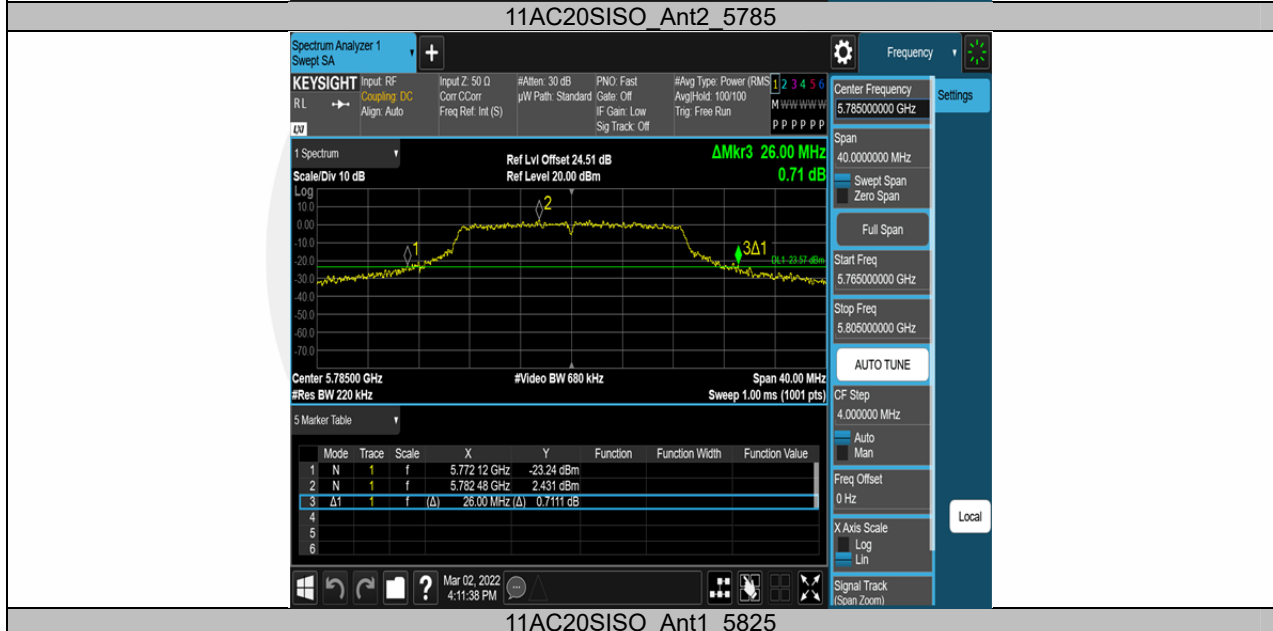 11AC20SISO_Ant2_5785
Spectrum Analyzer 1
Swept SA
+
Frequency
KEYSIGHT
RL
LXI
Input: RF
Coupling: DC
Align: Auto
Input Z: 50 Ω
Corr CCorr
Freq Ref: Int (S)
#Atten: 30 dB
µW Path: Standard
PNO: Fast
Gate: Off
IF Gain: Low
Sig Track: Off
#Avg Type: Power (RMS
Avg|Hold: 100/100
Trig: Free Run
1 2 3 4 5 6
M W W W W W
P P P P P P
Center Frequency
5.785000000 GHz
Settings
Span
40.0000000 MHz
Swept Span
Zero Span
Full Span
Start Freq
5.765000000 GHz
Stop Freq
5.805000000 GHz
AUTO TUNE
CF Step
4.000000 MHz
Auto
Man
Freq Offset
0 Hz
X Axis Scale
Log
Lin
Signal Track
(Span Zoom)
Local
1 Spectrum
Scale/Div 10 dB
Ref Lvl Offset 24.51 dB
Ref Level 20.00 dBm
ΔMkr3 26.00 MHz
0.71 dB
Log
10.0
0.00
-10.0
-20.0
-30.0
-40.0
-50.0
-60.0
-70.0
1
2
3Δ1
DL1 -23.57 dBm
Center 5.78500 GHz
#Video BW 680 kHz
Span 40.00 MHz
#Res BW 220 kHz
Sweep 1.00 ms (1001 pts)
5 Marker Table
Mode Trace Scale X Y Function Function Width Function Value
1 N 1 f 5.772 12 GHz -23.24 dBm
2 N 1 f 5.782 48 GHz 2.431 dBm
3 Δ1 1 f (Δ) 26.00 MHz (Δ) 0.7111 dB
4
5
6
?
Mar 02, 2022
4:11:38 PM
11AC20SISO_Ant1_5825